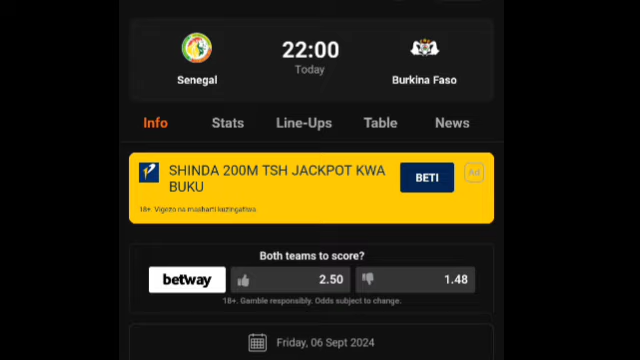 22:00
Today
Senegal
Burkina Faso
Info Stats Line-Ups Table News
SHINDA 200M TSH JACKPOT KWA
BUKU
BETI
Ad
18+. Vigezo na masharti kuzingatiwa.
Both teams to score?
betway 2.50 1.48
18+. Gamble responsibly. Odds subject to change.
Friday, 06 Sept 2024